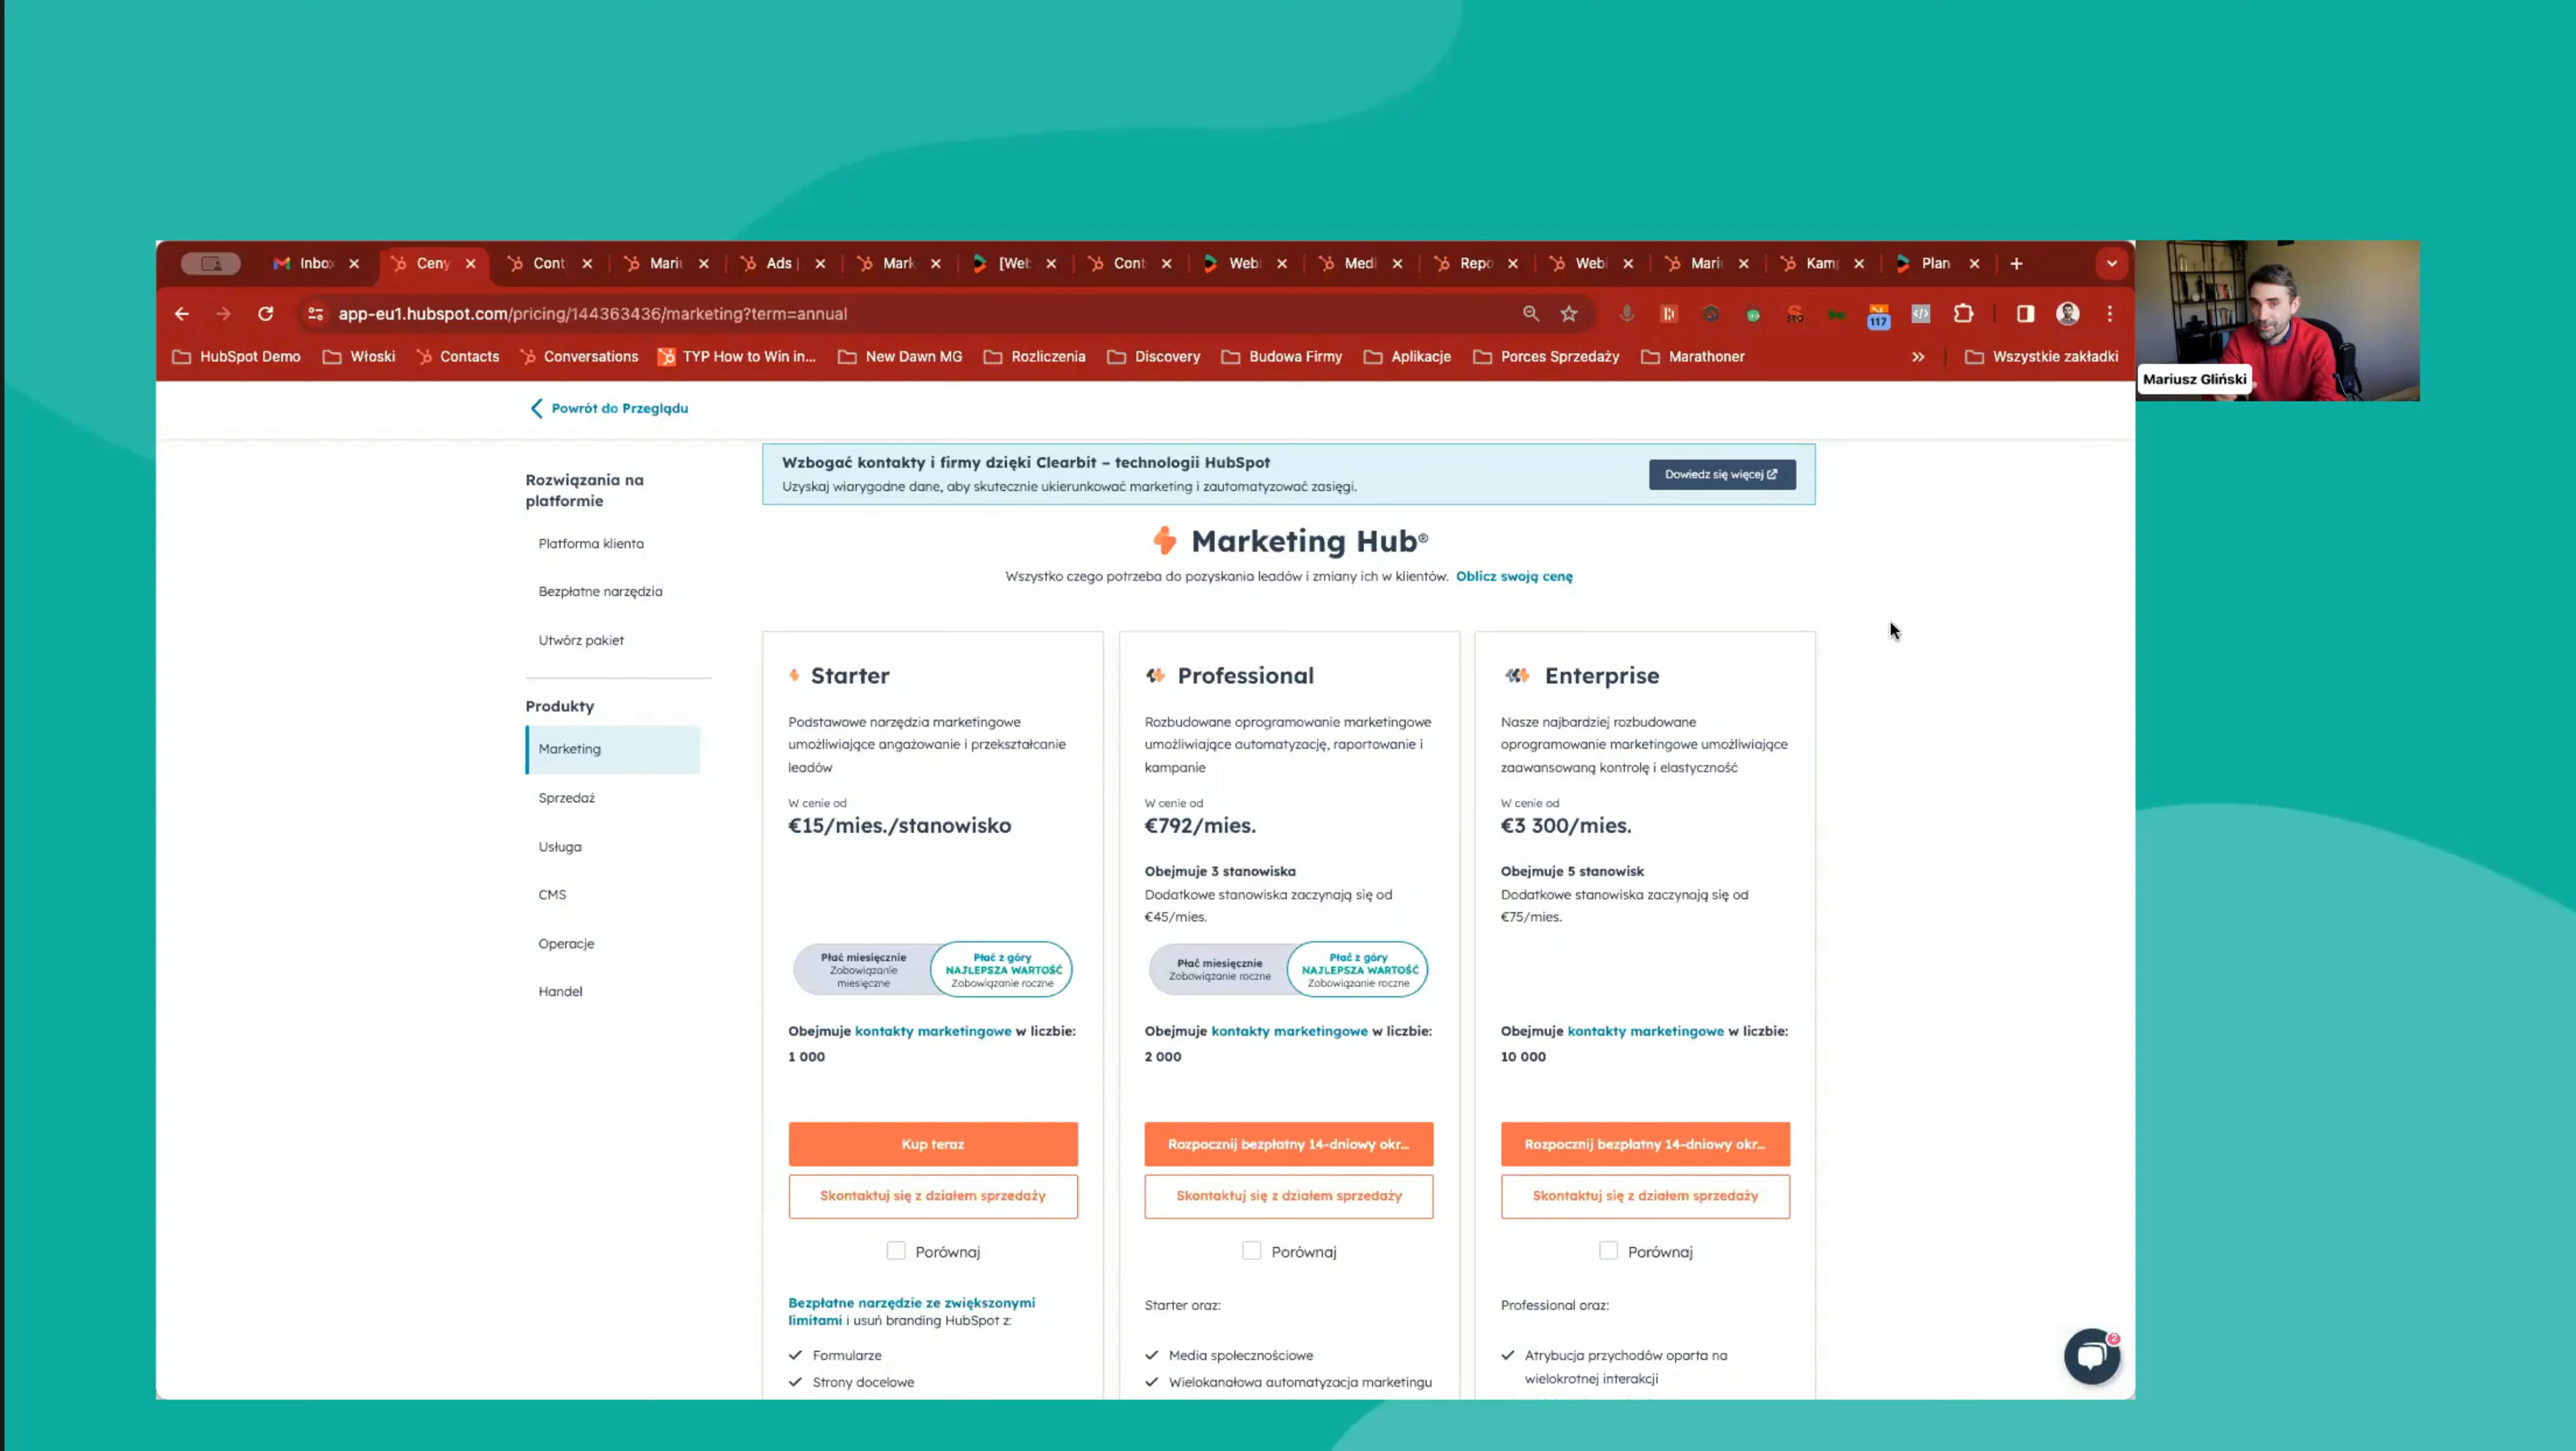 Inbo
Ceny
Cont
Mari
Ads |
Mark
[Wet
Cont
Webi
Medi
Repo
Webi
Mari
Kam
Plan
app-eu1.hubspot.com/pricing/144363436/marketing?term=annual
117
HubSpot Demo
Włoski
Contacts
Conversations
TYP How to Win in...
New Dawn MG
Rozliczenia
Discovery
Budowa Firmy
Aplikacje
Porces Sprzedaży
Marathoner
Wszystkie zakładki
Mariusz Gliński
Powrót do Przeglądu
Rozwiązania na
platformie
Platforma klienta
Bezpłatne narzędzia
Utwórz pakiet
Produkty
Marketing
Sprzedaż
Usługa
CMS
Operacje
Handel
Wzbogać kontakty i firmy dzięki Clearbit – technologii HubSpot
Uzyskaj wiarygodne dane, aby skutecznie ukierunkować marketing i zautomatyzować zasięgi.
Dowiedz się więcej
Marketing Hub®
Wszystko czego potrzeba do pozyskania leadów i zmiany ich w klientów. Oblicz swoją cenę
Starter
Podstawowe narzędzia marketingowe
umożliwiające angażowanie i przekształcanie
leadów
W cenie od
€15/mies./stanowisko
Płać miesięcznie
Zobowiązanie
miesięczne
Płać z góry
NAJLEPSZA WARTOŚĆ
Zobowiązanie roczne
Obejmuje kontakty marketingowe w liczbie:
1 000
Kup teraz
Skontaktuj się z działem sprzedaży
Porównaj
Bezpłatne narzędzie ze zwiększonymi
limitami i usuń branding HubSpot z:
Formularze
Strony docelowe
Professional
Rozbudowane oprogramowanie marketingowe
umożliwiające automatyzację, raportowanie i
kampanie
W cenie od
€792/mies.
Obejmuje 3 stanowiska
Dodatkowe stanowiska zaczynają się od
€45/mies.
Płać miesięcznie
Zobowiązanie roczne
Płać z góry
NAJLEPSZA WARTOŚĆ
Zobowiązanie roczne
Obejmuje kontakty marketingowe w liczbie:
2 000
Rozpocznij bezpłatny 14-dniowy okr...
Skontaktuj się z działem sprzedaży
Porównaj
Starter oraz:
Media społecznościowe
Wielokanałowa automatyzacja marketingu
Enterprise
Nasze najbardziej rozbudowane
oprogramowanie marketingowe umożliwiające
zaawansowaną kontrolę i elastyczność
W cenie od
€3 300/mies.
Obejmuje 5 stanowisk
Dodatkowe stanowiska zaczynają się od
€75/mies.
Obejmuje kontakty marketingowe w liczbie:
10 000
Rozpocznij bezpłatny 14-dniowy okr...
Skontaktuj się z działem sprzedaży
Porównaj
Professional oraz:
Atrybucja przychodów oparta na
wielokrotnej interakcji
2